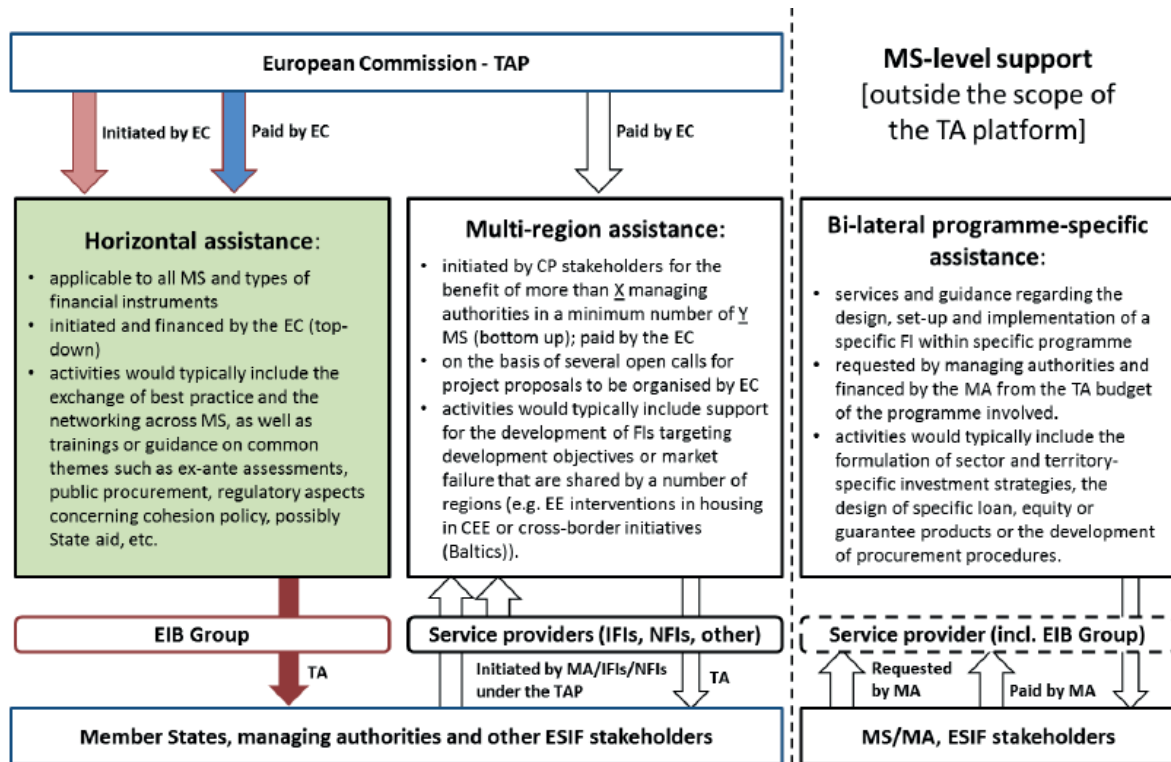 European Commission - TAP
MS-level support
[outside the scope of
the TA platform]
Initiated by EC
Paid by EC
Paid by EC
Horizontal assistance:
• applicable to all MS and types of
financial instruments
• initiated and financed by the EC (top-
down)
• activities would typically include the
exchange of best practice and the
networking across MS, as well as
trainings or guidance on common
themes such as ex-ante assessments,
public procurement, regulatory aspects
concerning cohesion policy, possibly
State aid, etc.
Multi-region assistance:
• initiated by CP stakeholders for the
benefit of more than X managing
authorities in a minimum number of Y
MS (bottom up); paid by the EC
• on the basis of several open calls for
project proposals to be organised by EC
• activities would typically include support
for the development of FIs targeting
development objectives or market
failure that are shared by a number of
regions (e.g. EE interventions in housing
in CEE or cross-border initiatives
(Baltics)).
Bi-lateral programme-specific
assistance:
• services and guidance regarding the
design, set-up and implementation of a
specific FI within specific programme
• requested by managing authorities and
financed by the MA from the TA budget
of the programme involved.
• activities would typically include the
formulation of sector and territory-
specific investment strategies, the
design of specific loan, equity or
guarantee products or the development
of procurement procedures.
EIB Group
Service providers (IFIs, NFIs, other)
Service provider (incl. EIB Group)
TA
Initiated by MA/IFIs/NFIs
under the TAP
TA
Requested
by MA
Paid by MA
Member States, managing authorities and other ESIF stakeholders
MS/MA, ESIF stakeholders